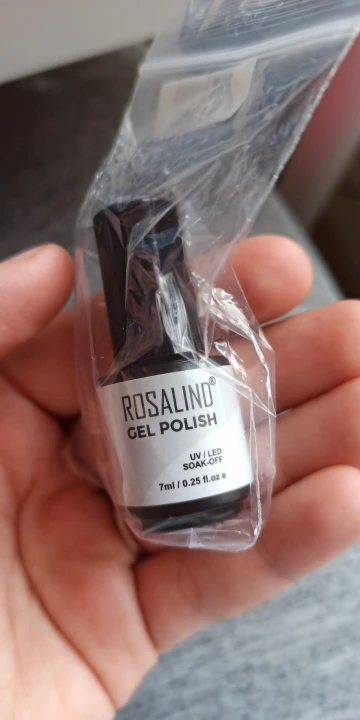 ROSALIND®
GEL POLISH
UV / LED
SOAK-OFF
7ml / 0.25 fl.oz e